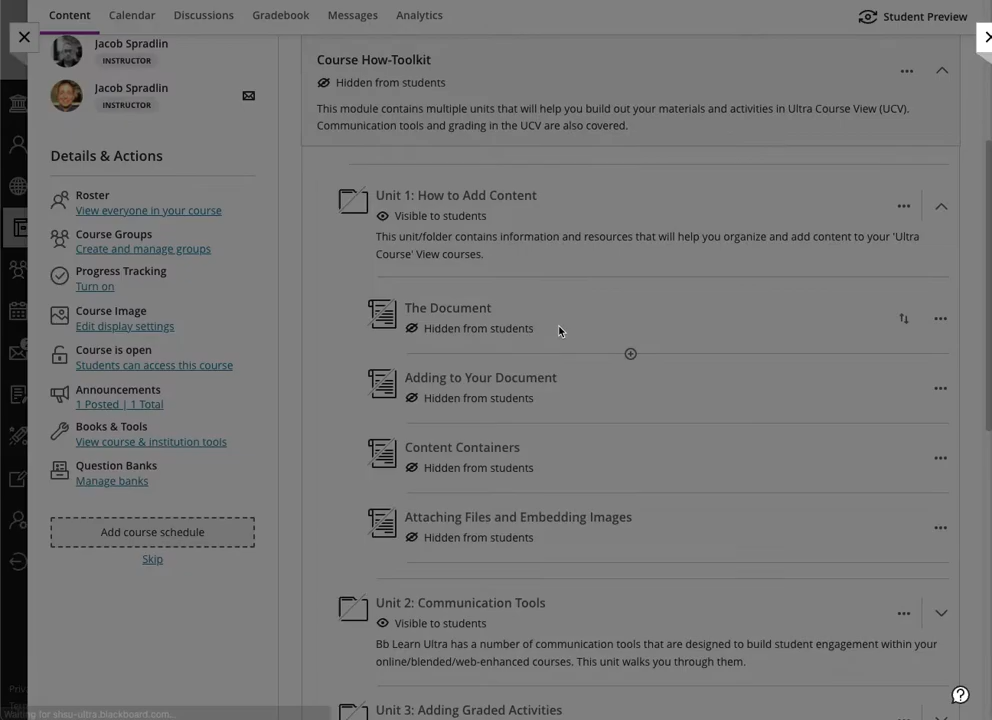 Content
Calendar
Discussions
Gradebook
Messages
Analytics
Student Preview
Jacob Spradlin
INSTRUCTOR
Jacob Spradlin
INSTRUCTOR
Details & Actions
Roster
View everyone in your course
Course Groups
Create and manage groups
Progress Tracking
Turn on
Course Image
Edit display settings
Course is open
Students can access this course
Announcements
1 Posted | 1 Total
Books & Tools
View course & institution tools
Question Banks
Manage banks
Add course schedule
Skip
Course How-Toolkit
Hidden from students
This module contains multiple units that will help you build out your materials and activities in Ultra Course View (UCV).
Communication tools and grading in the UCV are also covered.
Unit 1: How to Add Content
Visible to students
This unit/folder contains information and resources that will help you organize and add content to your 'Ultra
Course' View courses.
The Document
Hidden from students
Adding to Your Document
Hidden from students
Content Containers
Hidden from students
Attaching Files and Embedding Images
Hidden from students
Unit 2: Communication Tools
Visible to students
Bb Learn Ultra has a number of communication tools that are designed to build student engagement within your
online/blended/web-enhanced courses. This unit walks you through them.
Unit 3: Adding Graded Activities
Waiting for shsu-ultra.blackboard.com...